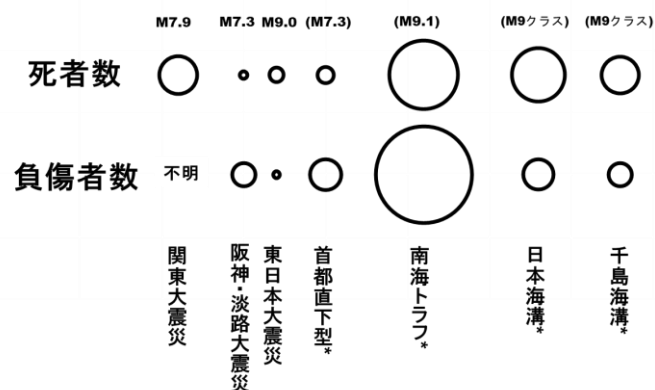 M7.9 M7.3 M9.0 (M7.3) (M9.1) (M9クラス) (M9クラス)
死者数
負傷者数 不明
関東大震災
阪神・淡路大震災
東日本大震災
首都直下型*
南海トラフ*
日本海溝*
千島海溝*